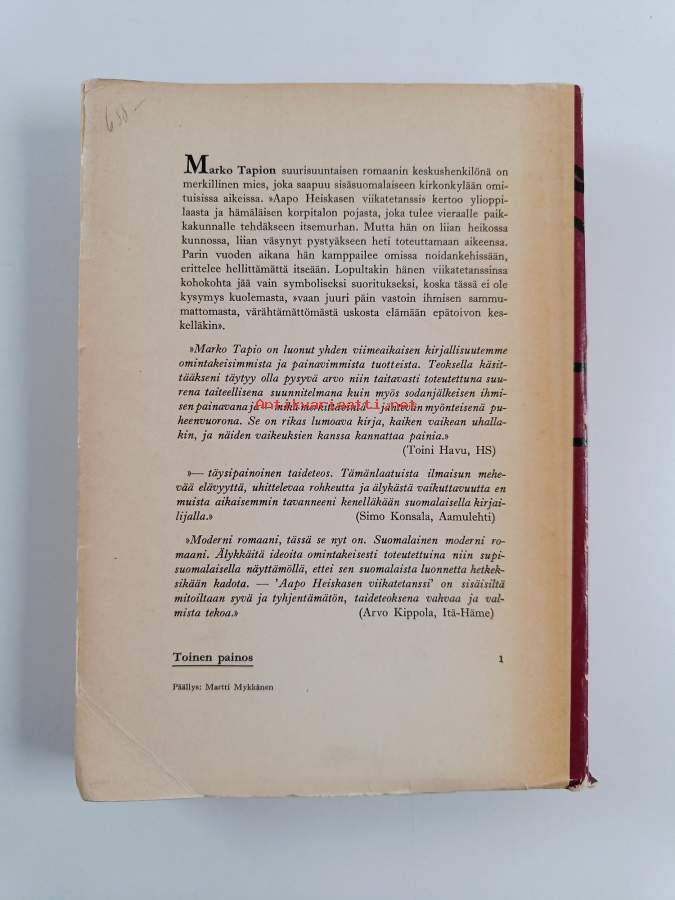 680 –
Marko Tapion suurisuuntaisen romaanin keskushenkilönä on
merkillinen mies, joka saapuu sisäsuomalaiseen kirkonkylään omi-
tuisissa aikeissa. »Aapo Heiskasen viikatetanssi« kertoo ylioppi-
laasta ja hämäläisen korpitalon pojasta, joka tulee vieraalle paik-
kakunnalle tehdäkseen itsemurhan. Mutta hän on liian heikossa
kunnossa, liian väsynyt pystyäkseen heti toteuttamaan aikeensa.
Parin vuoden aikana hän kamppailee omissa noidankehissään,
erittelee hellittämättä itseään. Lopultakin hänen viikatetanssinsa
kohokohta jää vain symboliseksi suoritukseksi, koska tässä ei ole
kysymys kuolemasta, »vaan juuri päin vastoin ihmisen sammu-
mattomasta, värähtämättömästä uskosta elämään epätoivon kes-
kelläkin».
»Marko Tapio on luonut yhden viimeaikaisen kirjallisuutemme
omintakeisimmista ja painavimmista tuotteista. Teoksella käsit-
tääkseni täytyy olla pysyvä arvo niin taitavasti toteutettuna suu-
rena taiteellisena suunnitelmana kuin myös sodanjälkeisen ihmi-
sen painavana ja – mikä merkittävintä – jäntevän myönteisenä pu-
Antikvariaatti.net
heenvuorona. Se on rikas lumoava kirja, kaiken vaikean uhalla-
kin, ja näiden vaikeuksien kanssa kannattaa painia.»
(Toini Havu, HS)
»— täysipainoinen taideteos. Tämänlaatuista ilmaisun mehe-
vää elävyyttä, uhittelevaa rohkeutta ja älykästä vaikuttavuutta en
muista aikaisemmin tavanneeni kenelläkään suomalaisella kirjai-
lijalla.» (Simo Konsala, Aamulehti)
»Moderni romaani, tässä se nyt on. Suomalainen moderni ro-
maani. Älykkäitä ideoita omintakeisesti toteutettuina niin supi-
suomalaisella näyttämöllä, ettei sen suomalaista luonnetta hetkek-
sikään kadota. — 'Aapo Heiskasen viikatetanssi' on sisäisiltä
mitoiltaan syvä ja tyhjentämätön, taideteoksena vahvaa ja val-
mista tekoa.» (Arvo Kippola, Itä-Häme)
Toinen painos 1
Päällys: Martti Mykkänen